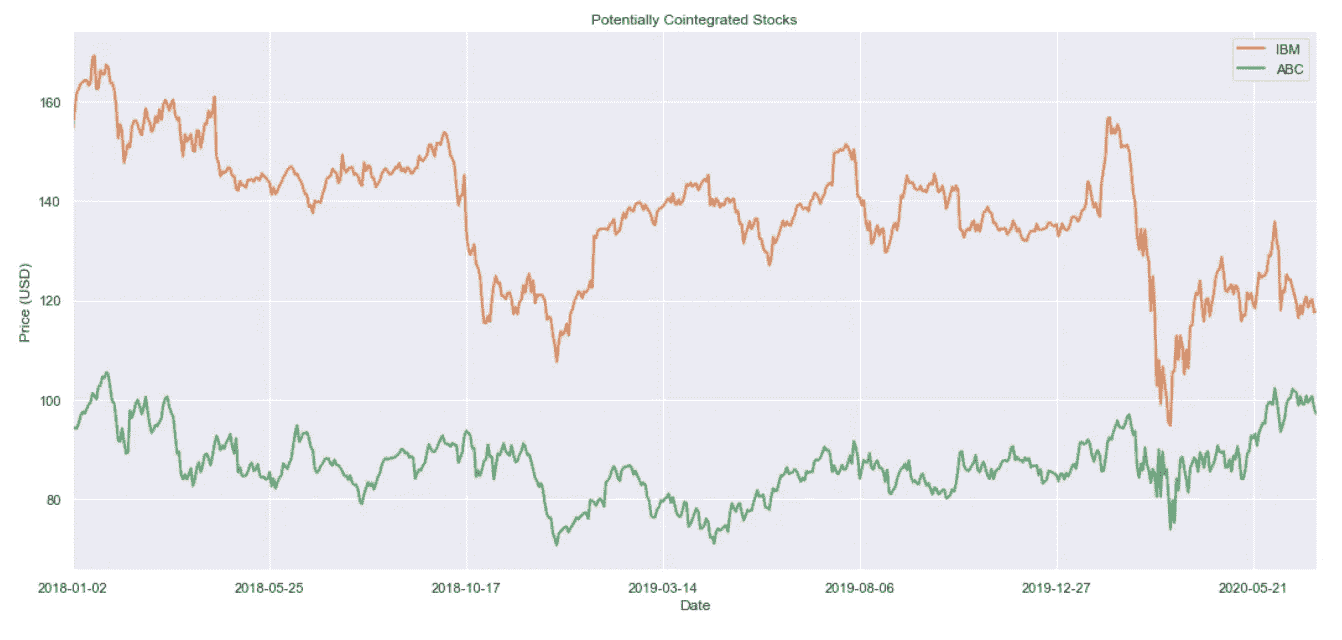 Potentially Cointegrated Stocks
IBM
ABC
160
140
120
100
80
Price (USD)
2018-01-02 2018-05-25 2018-10-17 2019-03-14 2019-08-06 2019-12-27 2020-05-21
Date